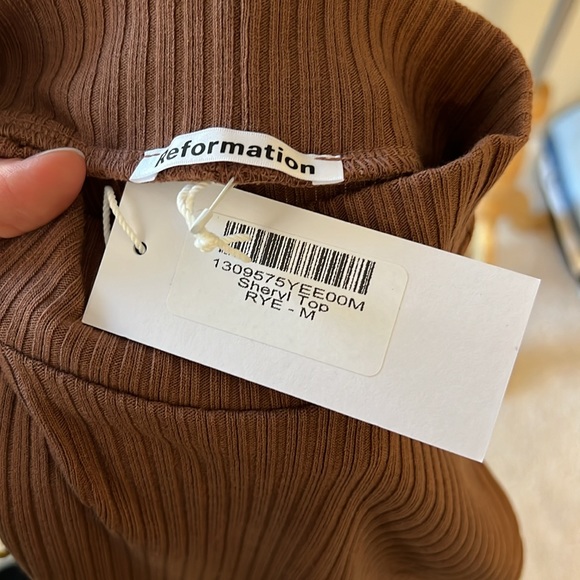 Reformation
1309575YEE00M
Sheryl Top
RYE - M